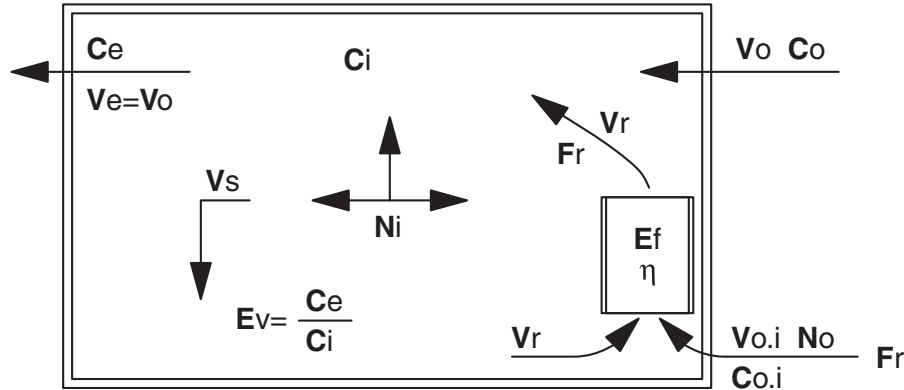 Ce
Ci
Vo Co
Ve=Vo
Vr
Fr
Vs
Ni
Ef
η
Ev= Ce
Ci
Vr
Vo.i No
Fr
Co.i